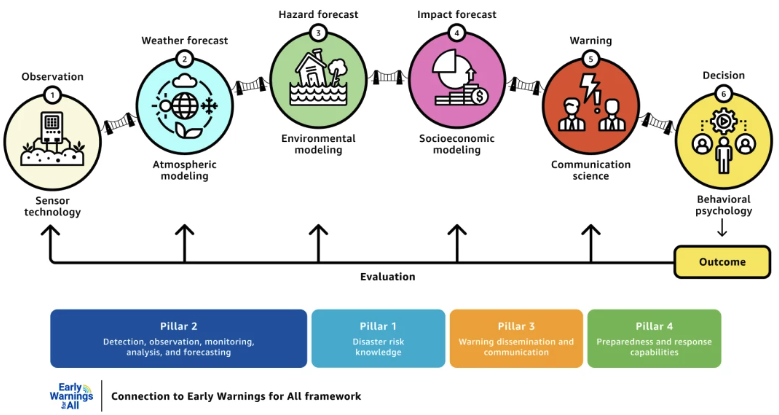 Observation
1
Sensor
technology
Weather forecast
2
Atmospheric
modeling
Hazard forecast
3
Environmental
modeling
Impact forecast
4
Socioeconomic
modeling
Warning
5
Communication
science
Decision
6
Behavioral
psychology
Outcome
Evaluation
Pillar 2
Detection, observation, monitoring,
analysis, and forecasting
Pillar 1
Disaster risk
knowledge
Pillar 3
Warning dissemination and
communication
Pillar 4
Preparedness and response
capabilities
Early
Warnings
for All
Connection to Early Warnings for All framework